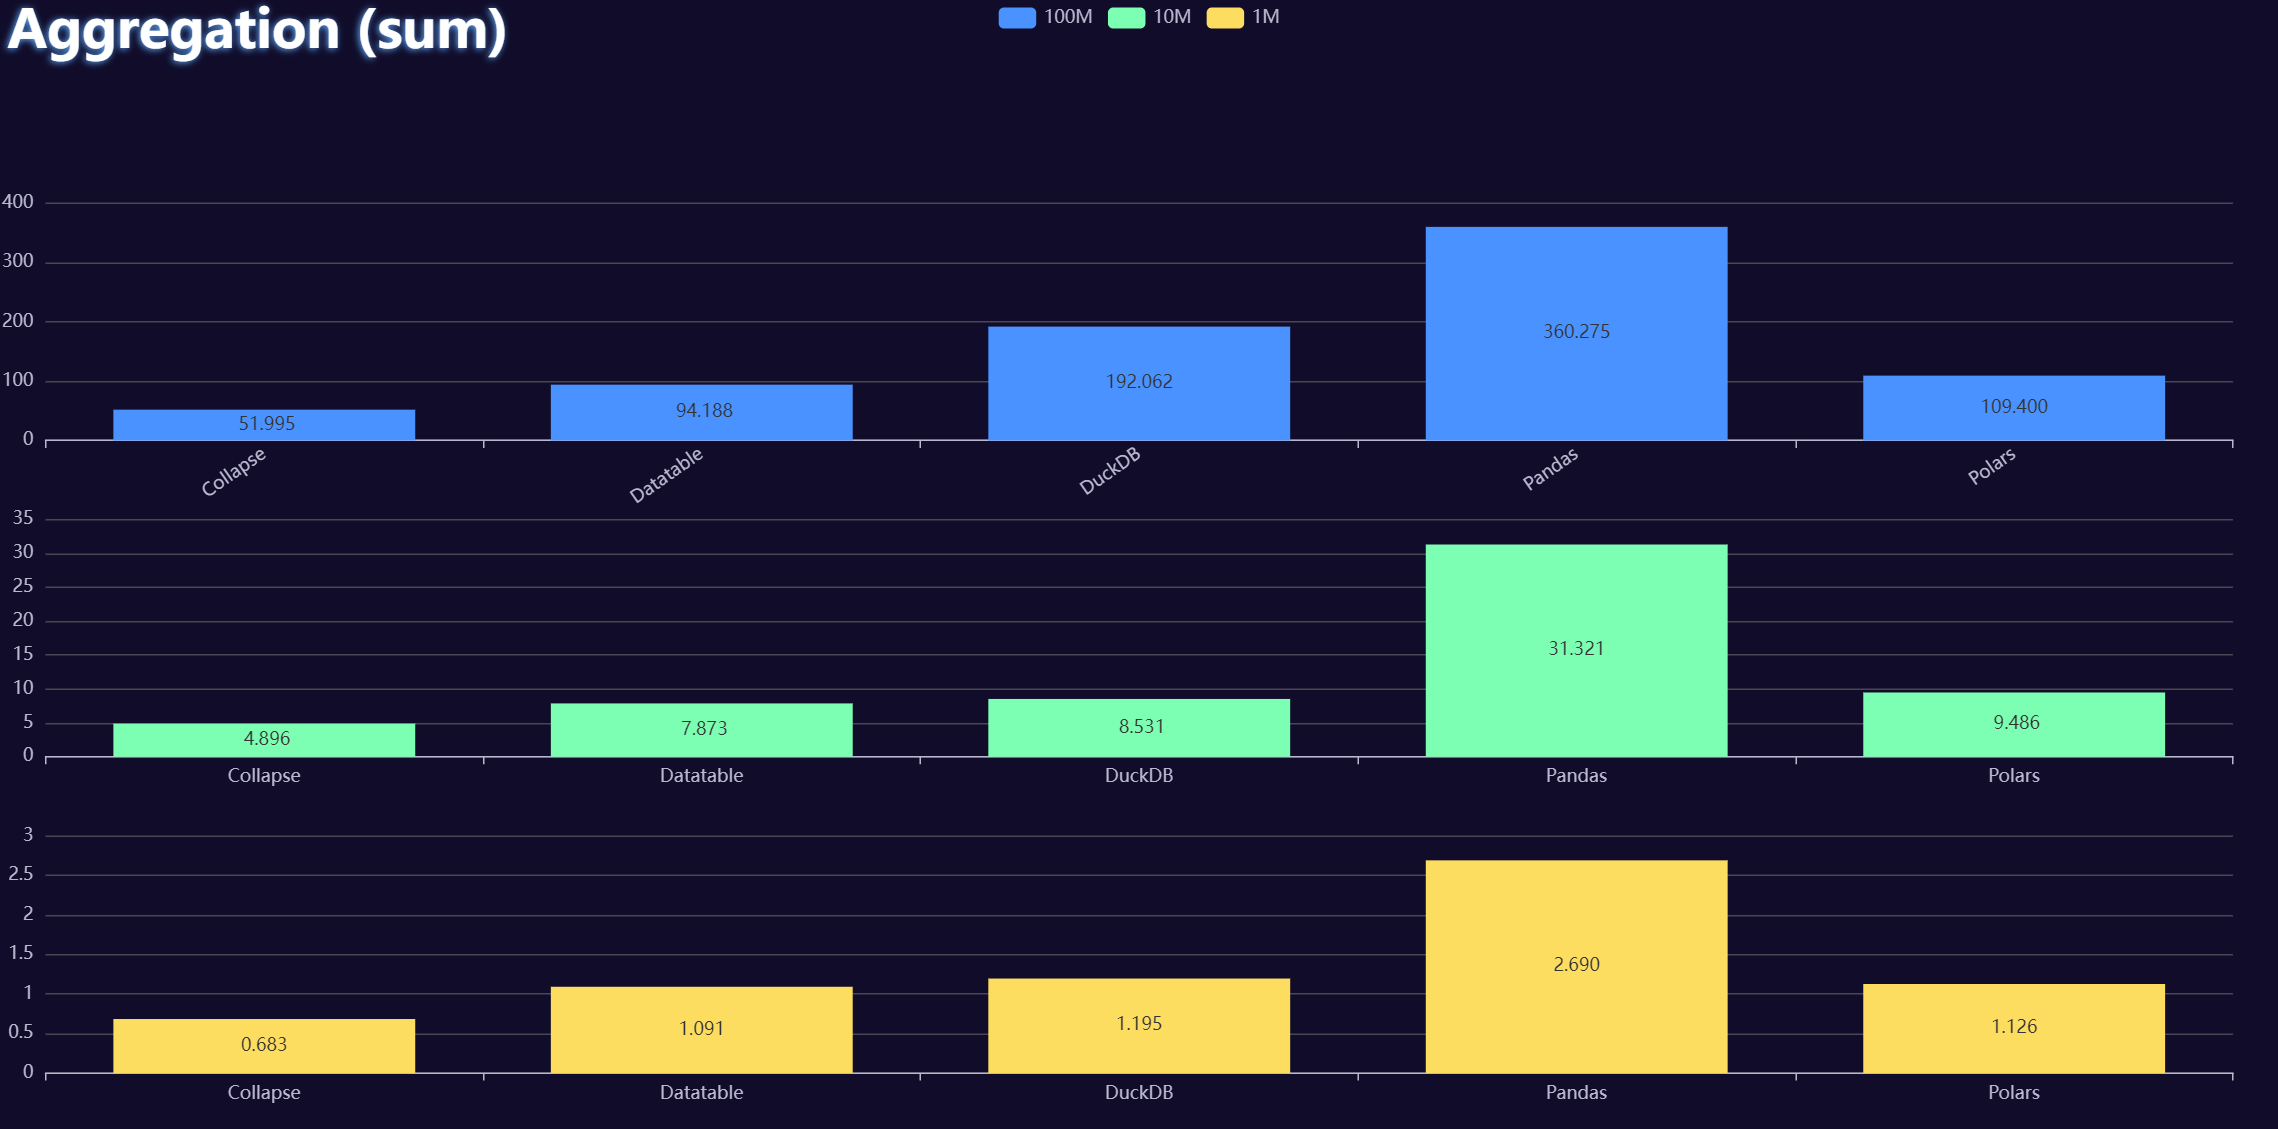 Aggregation (sum)
100M 10M 1M
400
300
200
100
0
51.995 94.188 192.062 360.275 109.400
Collapse Datatable DuckDB Pandas Polars
35
30
25
20
15
10
5
0
4.896 7.873 8.531 31.321 9.486
Collapse Datatable DuckDB Pandas Polars
3
2.5
2
1.5
1
0.5
0
0.683 1.091 1.195 2.690 1.126
Collapse Datatable DuckDB Pandas Polars